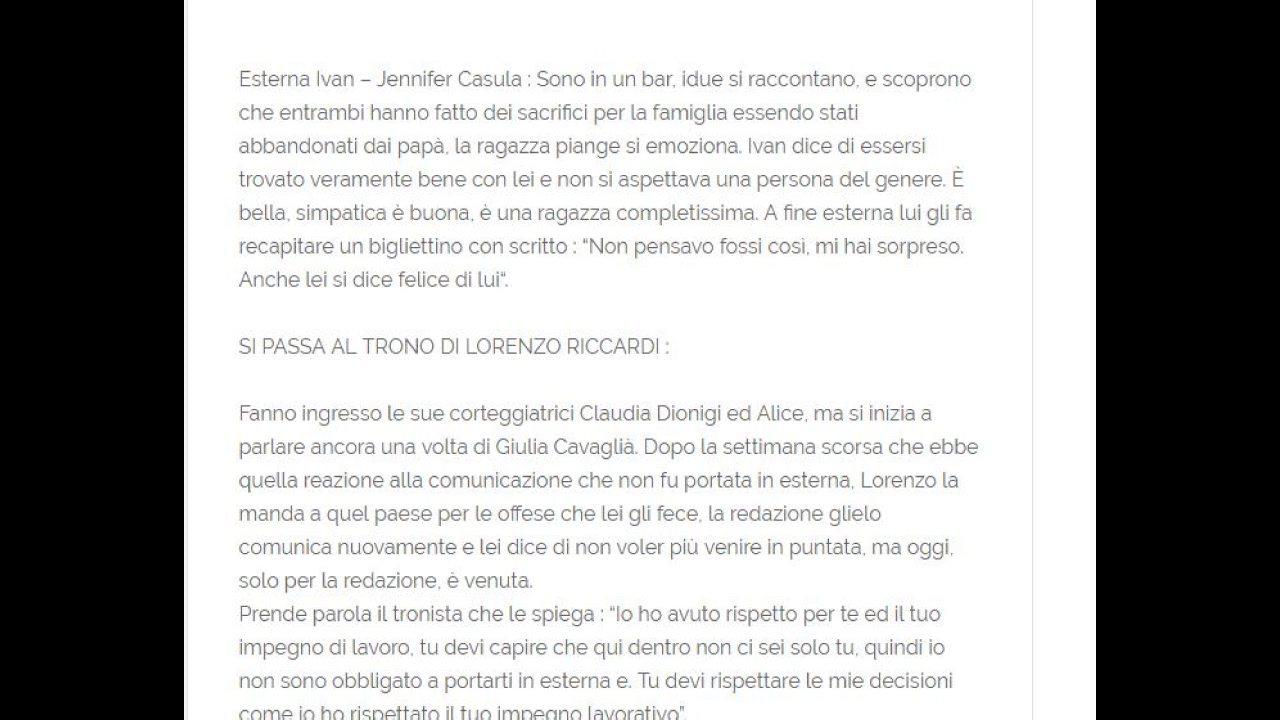 Esterna Ivan – Jennifer Casula : Sono in un bar, idue si raccontano, e scoprono
che entrambi hanno fatto dei sacrifici per la famiglia essendo stati
abbandonati dai papà, la ragazza piange si emoziona. Ivan dice di essersi
trovato veramente bene con lei e non si aspettava una persona del genere. È
bella, simpatica è buona, è una ragazza completissima. A fine esterna lui gli fa
recapitare un bigliettino con scritto : “Non pensavo fossi così, mi hai sorpreso.
Anche lei si dice felice di lui“.
SI PASSA AL TRONO DI LORENZO RICCARDI :
Fanno ingresso le sue corteggiatrici Claudia Dionigi ed Alice, ma si inizia a
parlare ancora una volta di Giulia Cavaglià. Dopo la settimana scorsa che ebbe
quella reazione alla comunicazione che non fu portata in esterna, Lorenzo la
manda a quel paese per le offese che lei gli fece, la redazione glielo
comunica nuovamente e lei dice di non voler più venire in puntata, ma oggi,
solo per la redazione, è venuta.
Prende parola il tronista che le spiega : “Io ho avuto rispetto per te ed il tuo
impegno di lavoro, tu devi capire che qui dentro non ci sei solo tu, quindi io
non sono obbligato a portarti in esterna e. Tu devi rispettare le mie decisioni
come io ho rispettato il tuo impegno lavorativo”.